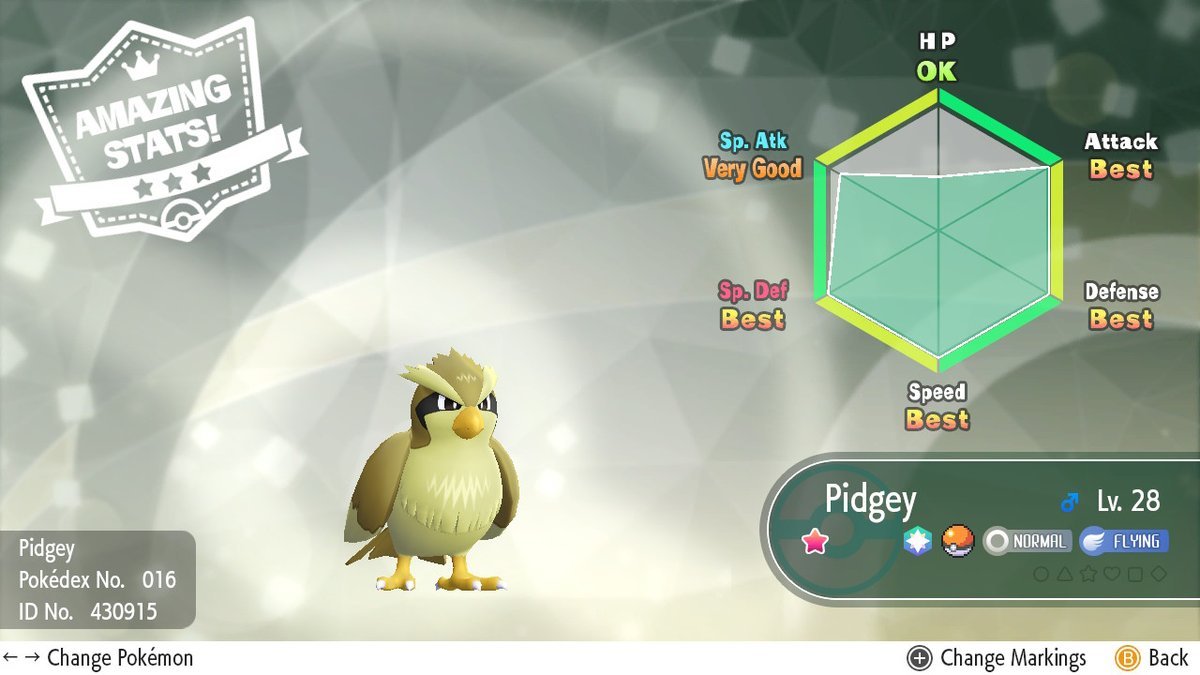 AMAZING
STATS!
HP
OK
Sp. Atk
Very Good
Attack
Best
Sp. Def
Best
Defense
Best
Speed
Best
Pidgey
Lv. 28
NORMAL
FLYING
Pidgey
Pokédex No. 016
ID No. 430915
← → Change Pokémon
+ Change Markings
B Back